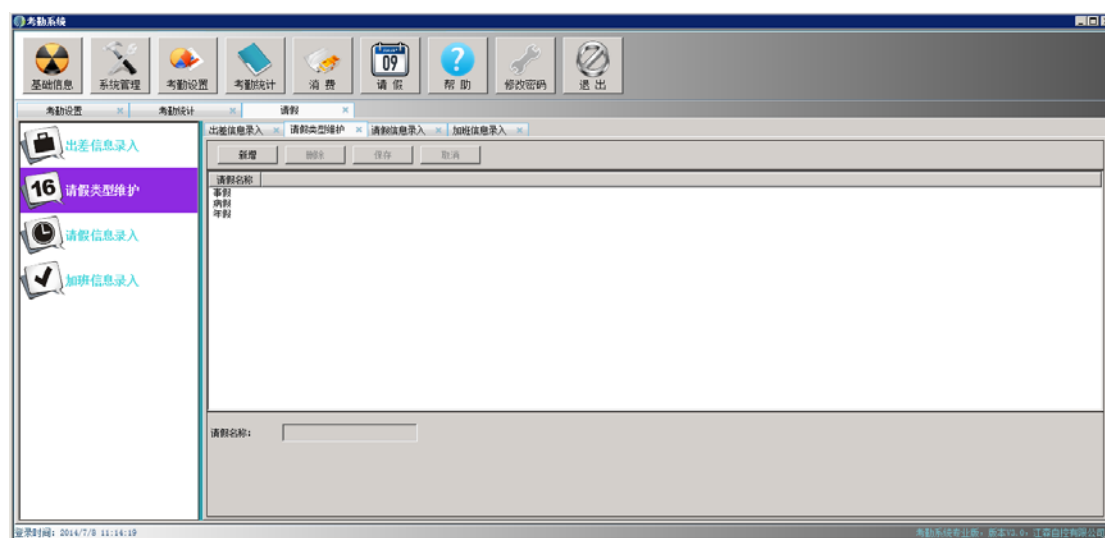 考勤系统
基础信息 系统管理 考勤设置 考勤统计 消费 09 请假 ? 帮助 修改密码 退出
考勤设置 × 考勤统计 × 请假 ×
出差信息录入 × 请假类型维护 × 请假信息录入 × 加班信息录入 ×
出差信息录入
16 请假类型维护
请假信息录入
加班信息录入
新增 删除 保存 取消
请假名称
事假
病假
年假
请假名称:
登录时间: 2014/7/8 11:14:19
考勤系统专业版, 版本V3.0, 江森自控有限公司